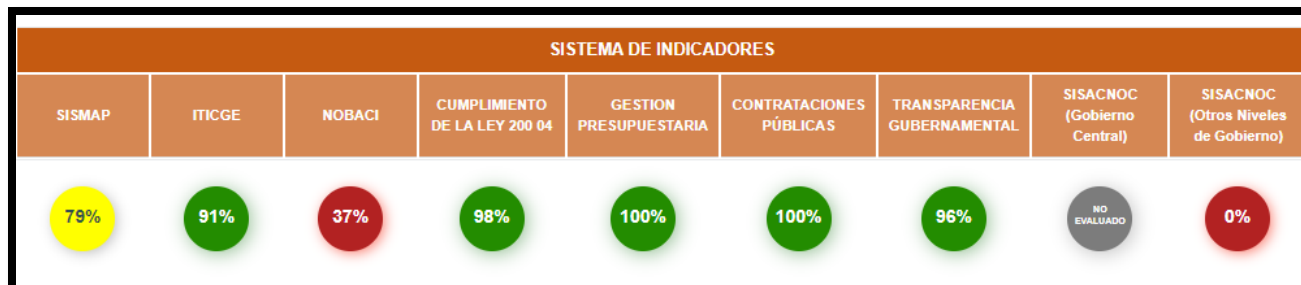 SISTEMA DE INDICADORES
SISMAP
ITICGE
NOBACI
CUMPLIMIENTO
DE LA LEY 200 04
GESTION
PRESUPUESTARIA
CONTRATACIONES
PÚBLICAS
TRANSPARENCIA
GUBERNAMENTAL
SISACNOC
(Gobierno
Central)
SISACNOC
(Otros Niveles
de Gobierno)
79%
91%
37%
98%
100%
100%
96%
NO
EVALUADO
0%